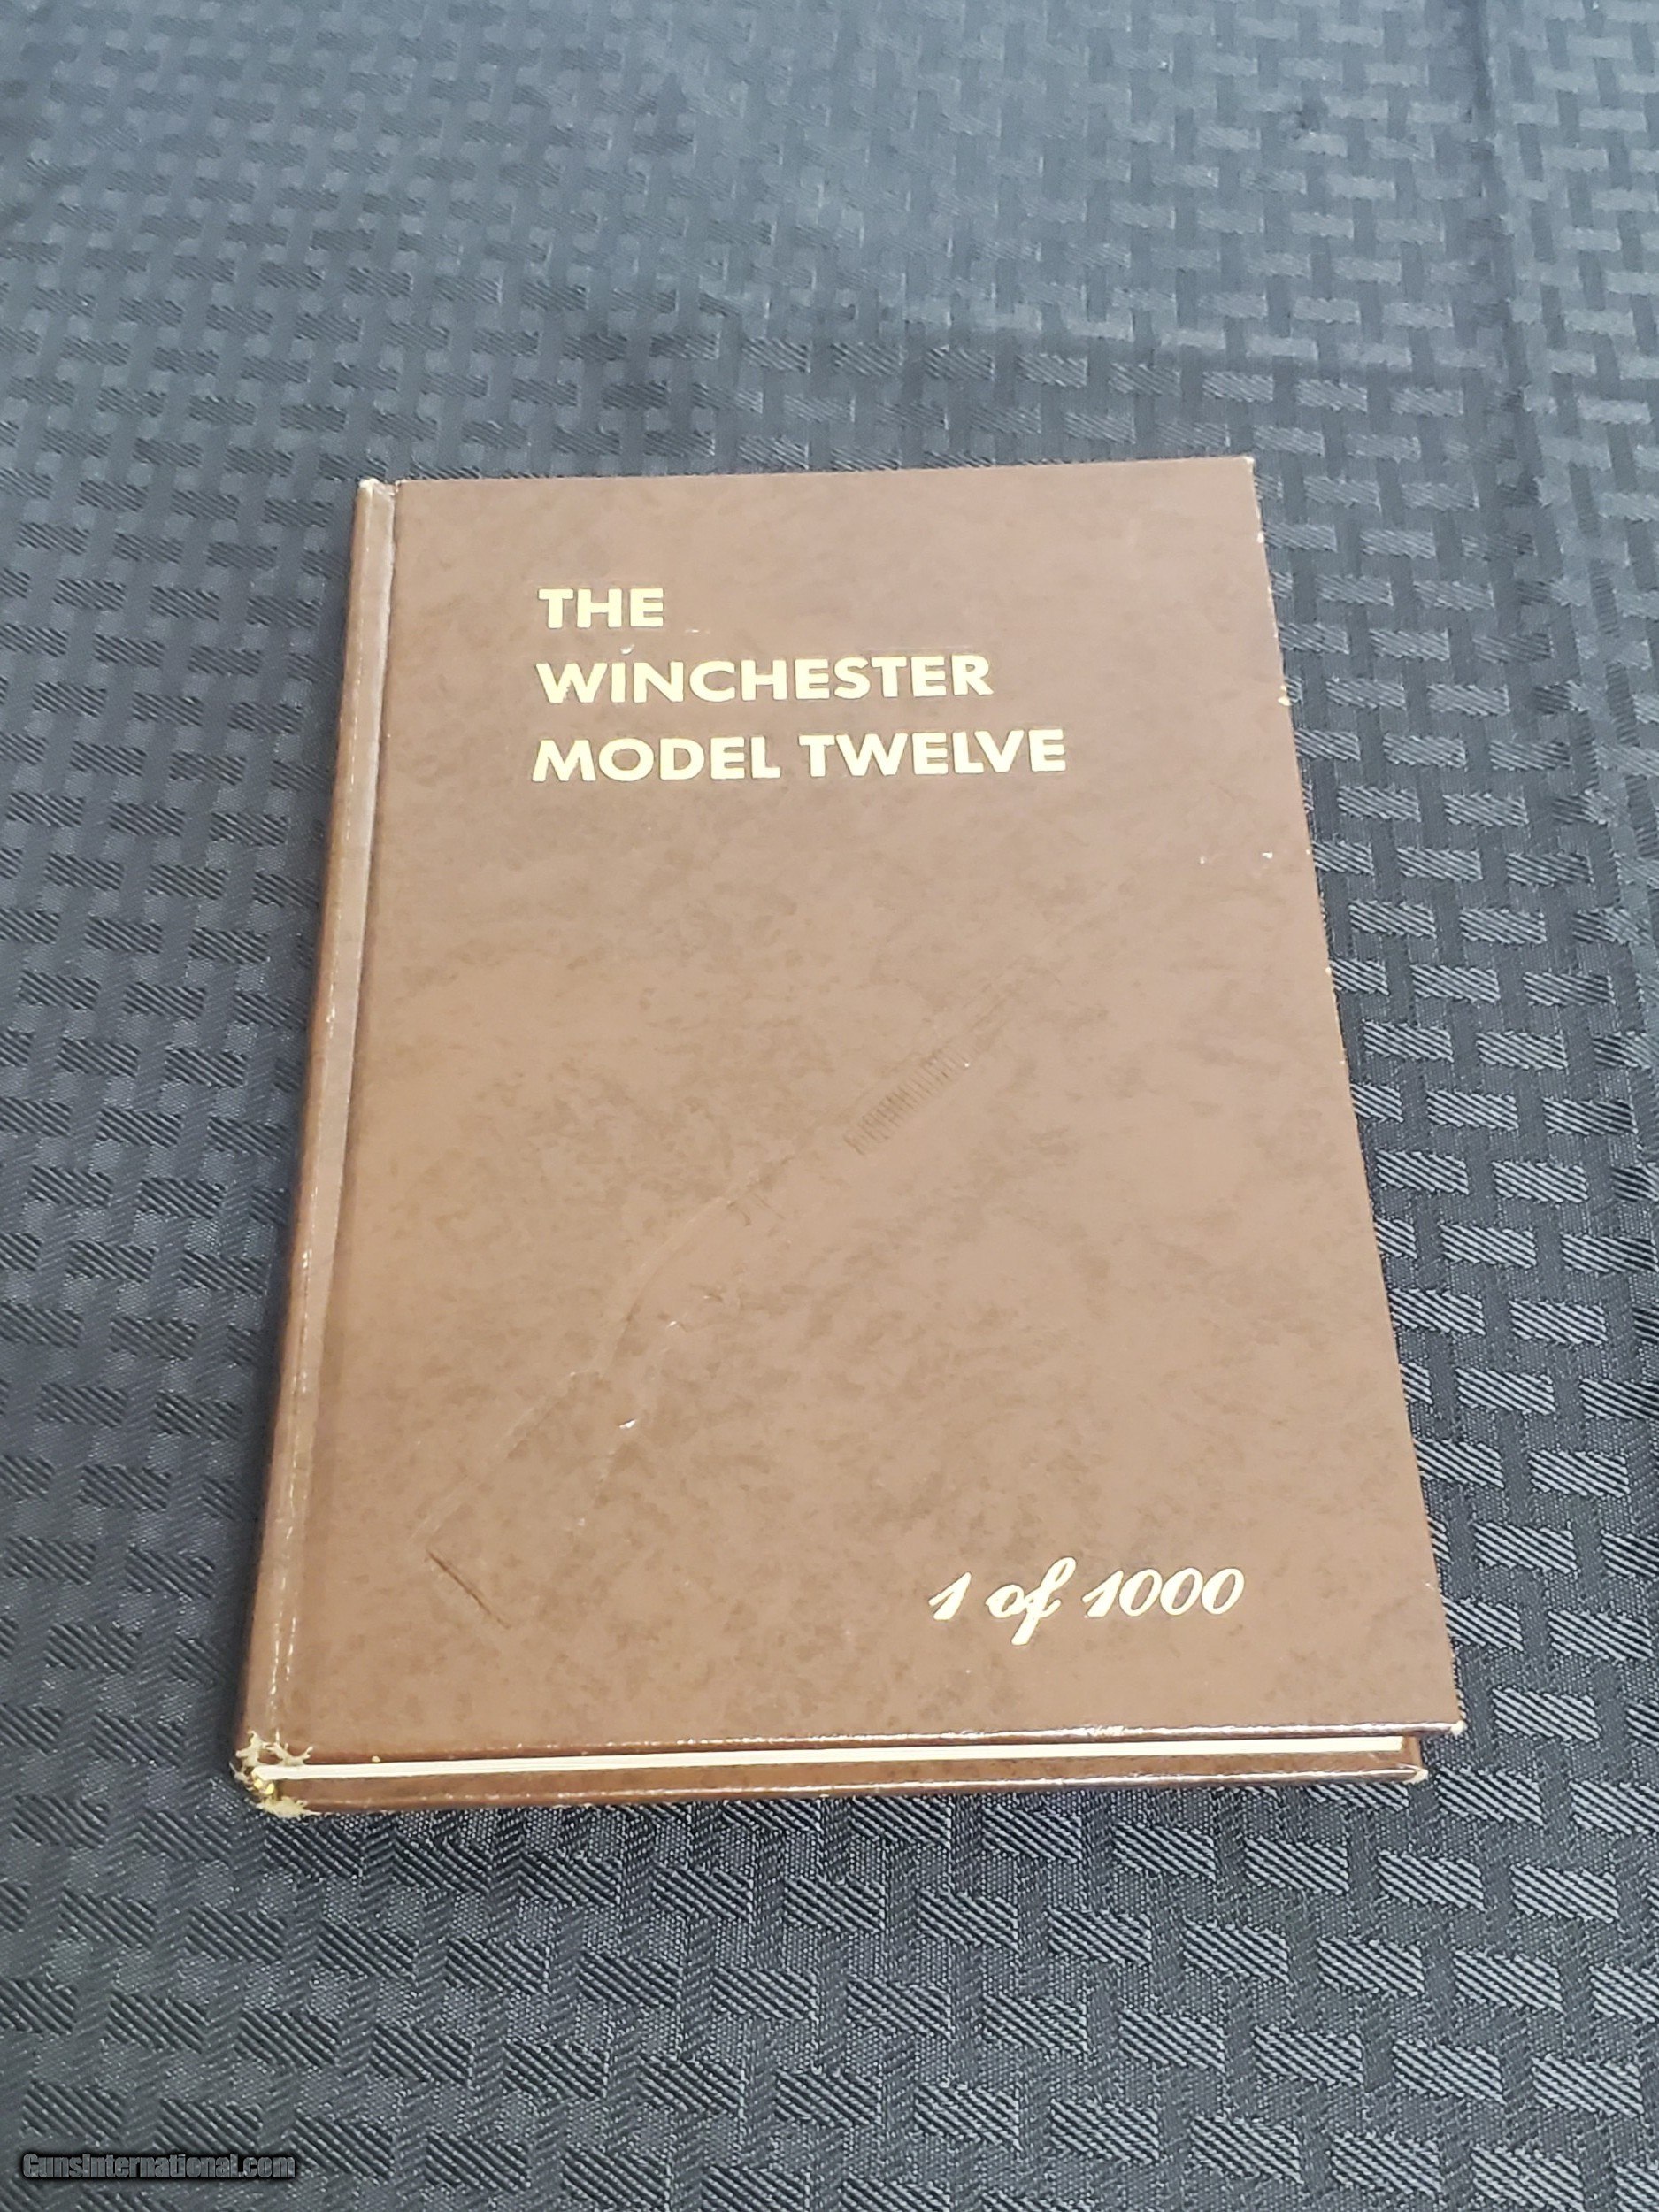 THE
WINCHESTER
MODEL TWELVE
1 of 1000
GunsInternational.com